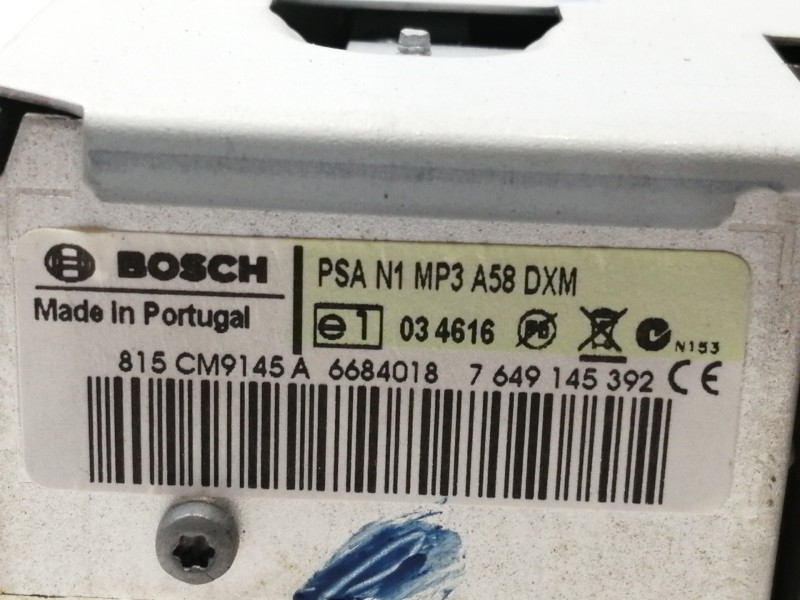 BOSCH
Made in Portugal
PSA N1 MP3 A58 DXM
e1 03 4616 PB N153
815 CM9145 A 6684018 7 649 145 392 CE